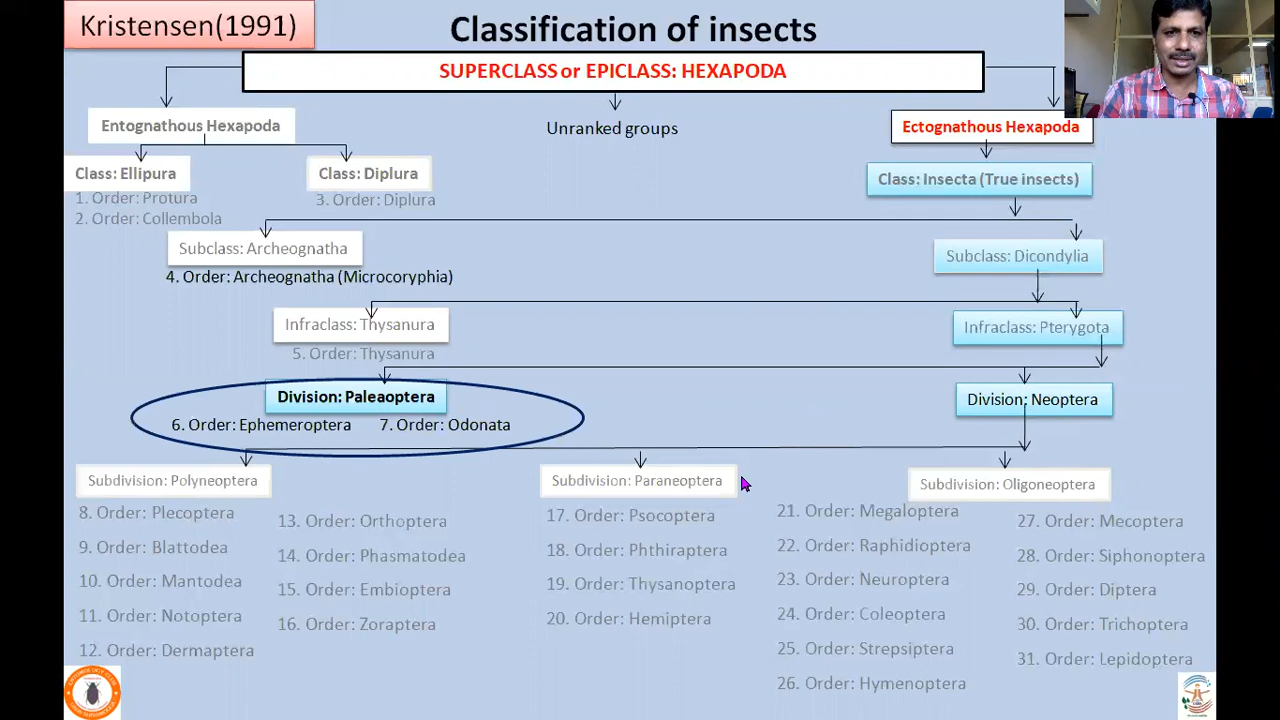 Kristensen(1991)
Classification of insects
SUPERCLASS or EPICLASS: HEXAPODA
Entognathous Hexapoda
Unranked groups
Ectognathous Hexapoda
Class: Ellipura
Class: Diplura
Class: Insecta (True insects)
1. Order: Protura
3. Order: Diplura
2. Order: Collembola
Subclass: Archeognatha
Subclass: Dicondylia
4. Order: Archeognatha (Microcoryphia)
Infraclass: Thysanura
Infraclass: Pterygota
5. Order: Thysanura
Division: Paleaoptera
Division: Neoptera
6. Order: Ephemeroptera 7. Order: Odonata
Subdivision: Polyneoptera
Subdivision: Paraneoptera
Subdivision: Oligoneoptera
8. Order: Plecoptera
9. Order: Blattodea
10. Order: Mantodea
11. Order: Notoptera
12. Order: Dermaptera
13. Order: Orthoptera
14. Order: Phasmatodea
15. Order: Embioptera
16. Order: Zoraptera
17. Order: Psocoptera
18. Order: Phthiraptera
19. Order: Thysanoptera
20. Order: Hemiptera
21. Order: Megaloptera
22. Order: Raphidioptera
23. Order: Neuroptera
24. Order: Coleoptera
25. Order: Strepsiptera
26. Order: Hymenoptera
27. Order: Mecoptera
28. Order: Siphonoptera
29. Order: Diptera
30. Order: Trichoptera
31. Order: Lepidoptera